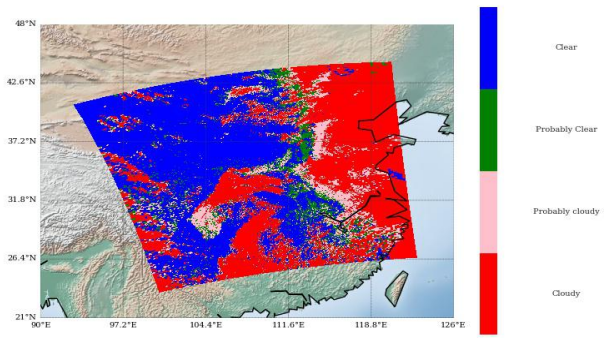 48°N
42.6°N
37.2°N
31.8°N
26.4°N
21°N
90°E
97.2°E
104.4°E
111.6°E
118.8°E
126°E
Clear
Probably Clear
Probably cloudy
Cloudy